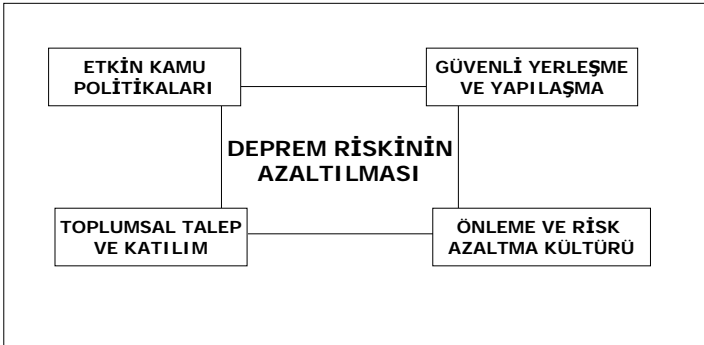 ETKİN KAMU
POLİTİKALARI
GÜVENLİ YERLEŞME
VE YAPILAŞMA
DEPREM RİSKİNİN
AZALTILMASI
TOPLUMSAL TALEP
VE KATILIM
ÖNLEME VE RİSK
AZALTMA KÜLTÜRÜ